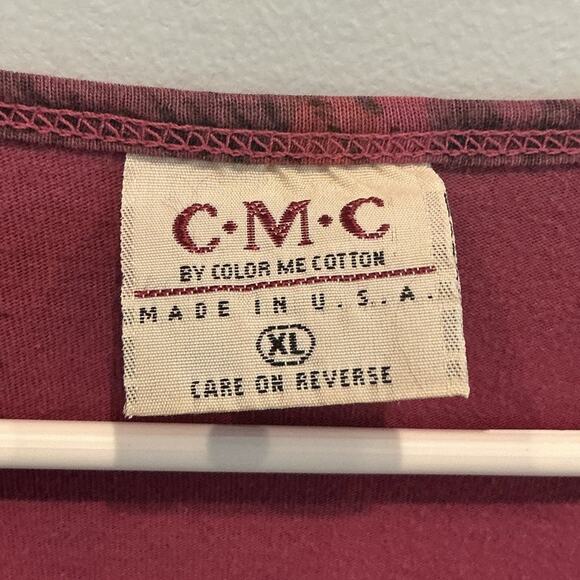 C·M·C
BY COLOR ME COTTON
MADE IN U.S.A.
XL
CARE ON REVERSE